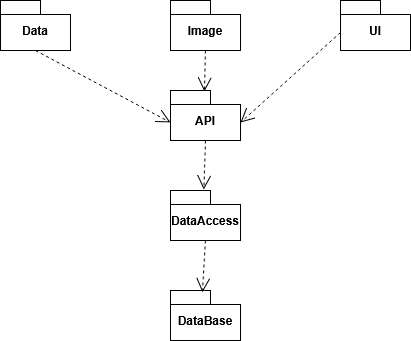 Data
Image
UI
API
DataAccess
DataBase